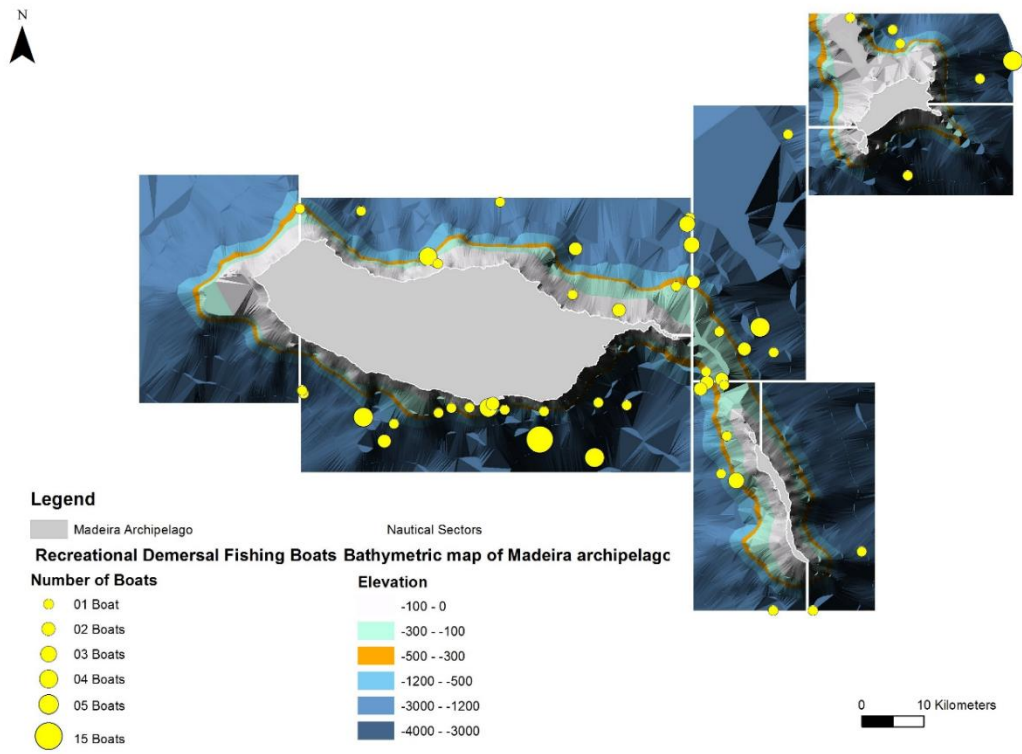 N
Legend
Madeira Archipelago
Nautical Sectors
Recreational Demersal Fishing Boats
Bathymetric map of Madeira archipelago
Number of Boats
01 Boat
02 Boats
03 Boats
04 Boats
05 Boats
15 Boats
Elevation
-100 - 0
-300 - -100
-500 - -300
-1200 - -500
-3000 - -1200
-4000 - -3000
0 10 Kilometers